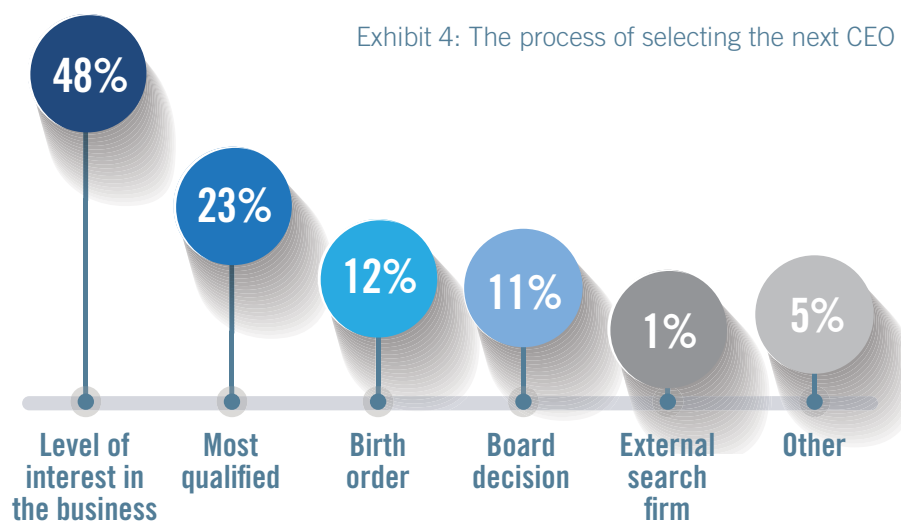 Exhibit 4: The process of selecting the next CEO
48%
23%
12%
11%
1%
5%
Level of
interest in
the business
Most
qualified
Birth
order
Board
decision
External
search
firm
Other